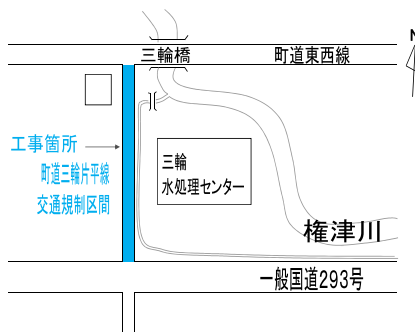 N
三輪橋
町道東西線
工事箇所
町道三輪片平線
交通規制区間
三輪
水処理センター
権津川
一般国道293号